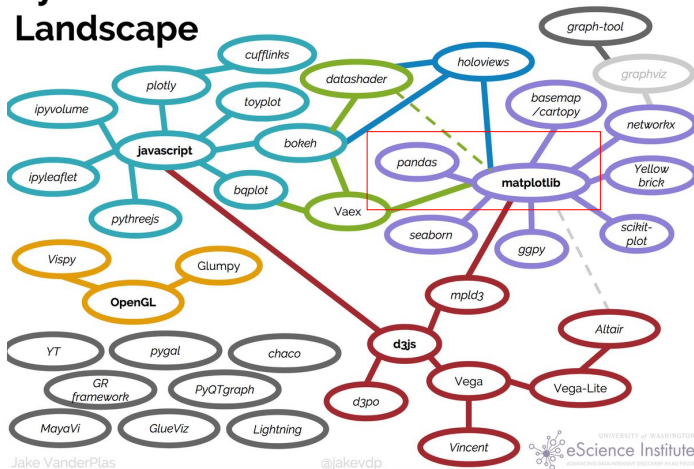 Landscape
cufflinks
graph-tool
plotly
datashader
holoviews
graphviz
ipyvolume
toyplot
basemap
/cartopy
networkx
javascript
bokeh
pandas
matplotlib
Yellow
brick
ipyleaflet
bqplot
Vaex
pythreejs
seaborn
ggpy
scikit-
plot
Vispy
Glumpy
OpenGL
mpld3
Altair
d3js
YT
pygal
chaco
GR
framework
PyQTgraph
d3po
Vega
Vega-Lite
MayaVi
GlueViz
Lightning
Vincent
UNIVERSITY of WASHINGTON
eScience Institute
Jake VanderPlas
@jakevdp